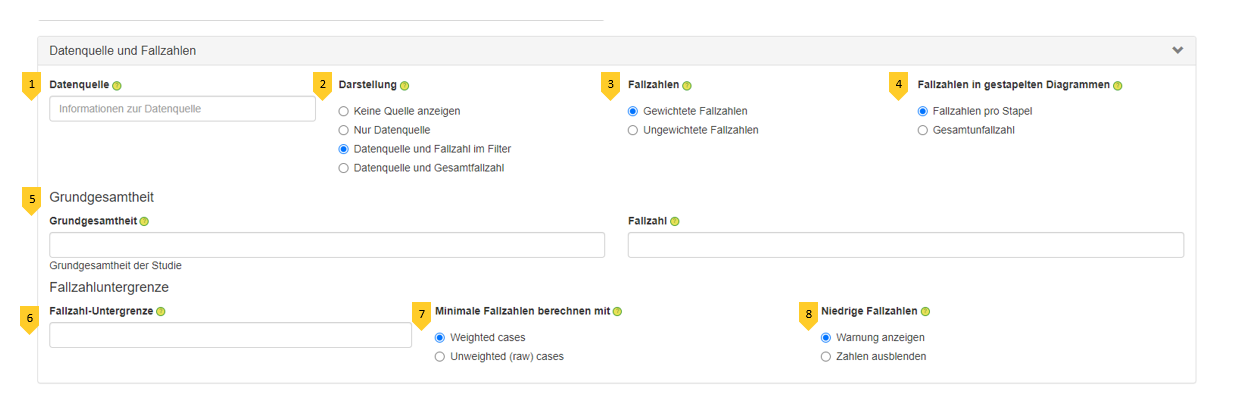 Datenquelle und Fallzahlen
1 Datenquelle ? 2 Darstellung ? 3 Fallzahlen ? 4 Fallzahlen in gestapelten Diagrammen ?
Informationen zur Datenquelle Keine Quelle anzeigen Gewichtete Fallzahlen Fallzahlen pro Stapel
Nur Datenquelle Ungewichtete Fallzahlen Gesamtunfallzahl
Datenquelle und Fallzahl im Filter
Datenquelle und Gesamtfallzahl
5 Grundgesamtheit
Grundgesamtheit ? Fallzahl ?
Grundgesamtheit der Studie
Fallzahluntergrenze
6 Fallzahl-Untergrenze ? 7 Minimale Fallzahlen berechnen mit ? 8 Niedrige Fallzahlen ?
Weighted cases Warnung anzeigen
Unweighted (raw) cases Zahlen ausblenden